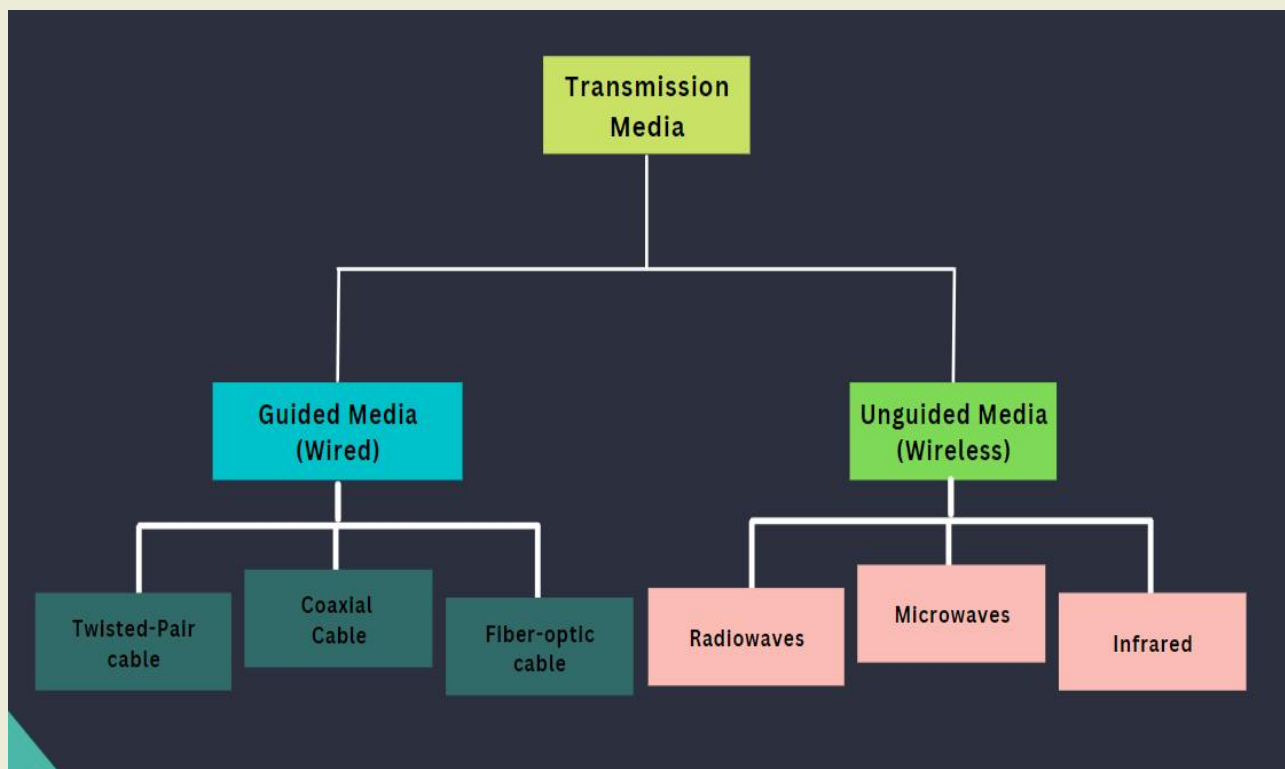 Transmission
Media
Guided Media
(Wired)
Unguided Media
(Wireless)
Twisted-Pair
cable
Coaxial
Cable
Fiber-optic
cable
Radiowaves
Microwaves
Infrared